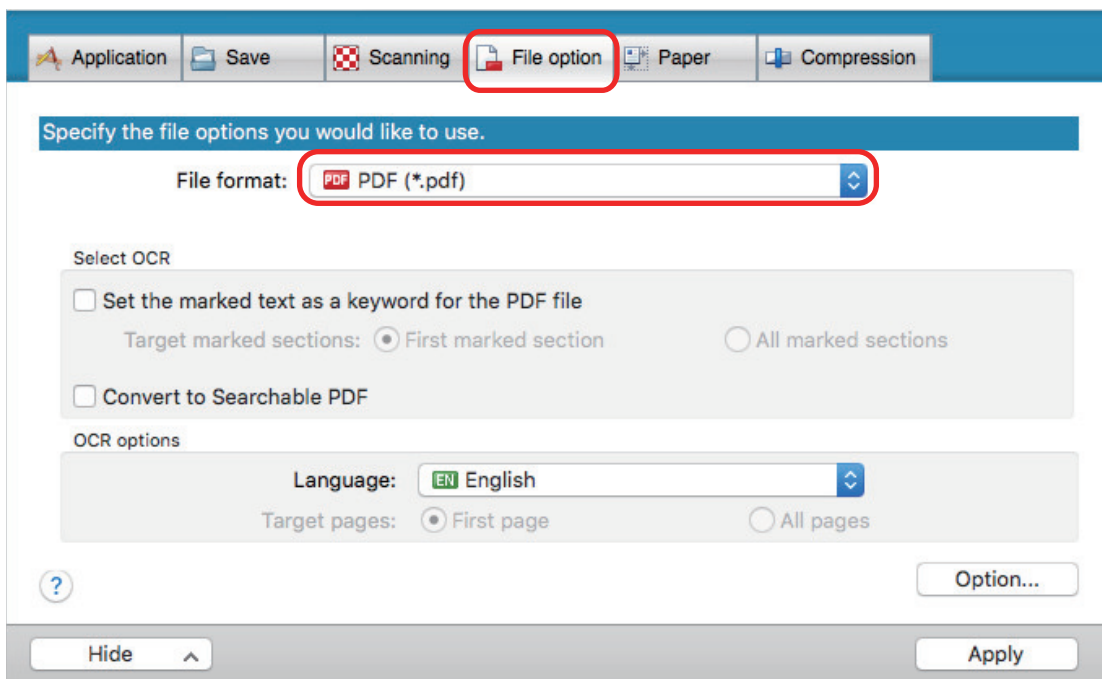 Application Save Scanning File option Paper Compression
Specify the file options you would like to use.
File format: PDF PDF (*.pdf)
Select OCR
Set the marked text as a keyword for the PDF file
Target marked sections: First marked section All marked sections
Convert to Searchable PDF
OCR options
Language: EN English
Target pages: First page All pages
? Option...
Hide Apply